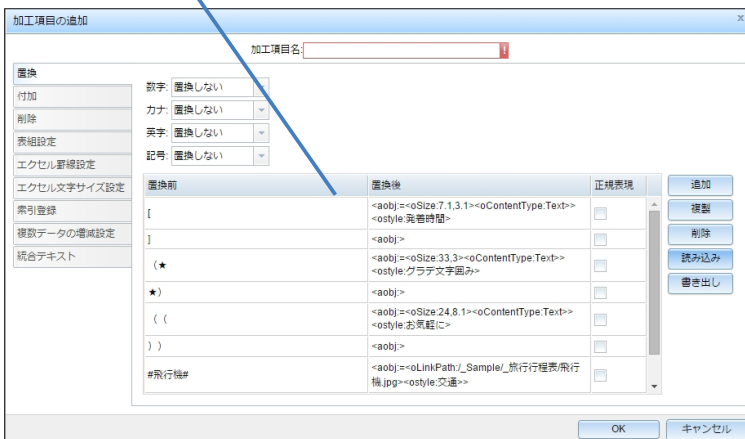 加工項目の追加
x
加工項目名:
!
置換
付加
削除
表組設定
エクセル罫線設定
エクセル文字サイズ設定
索引登録
複数データの増減設定
統合テキスト
数字: 置換しない
カナ: 置換しない
英字: 置換しない
記号: 置換しない
置換前 置換後 正規表現
[ <aobj:=<oSize:7.1,3.1><oContentType:Text>>
<ostyle:発着時間>
] <aobj:>
（★ <aobj:=<oSize:33,3><oContentType:Text>>
<ostyle:グラデ文字囲み>
★） <aobj:>
（（ <aobj:=<oSize:24,8.1><oContentType:Text>>
<ostyle:お気軽に>
）） <aobj:>
#飛行機# <aobj:=<oLinkPath:/_Sample/_旅行行程表/飛行
機.jpg><ostyle:交通>>
追加
複製
削除
読み込み
書き出し
OK キャンセル